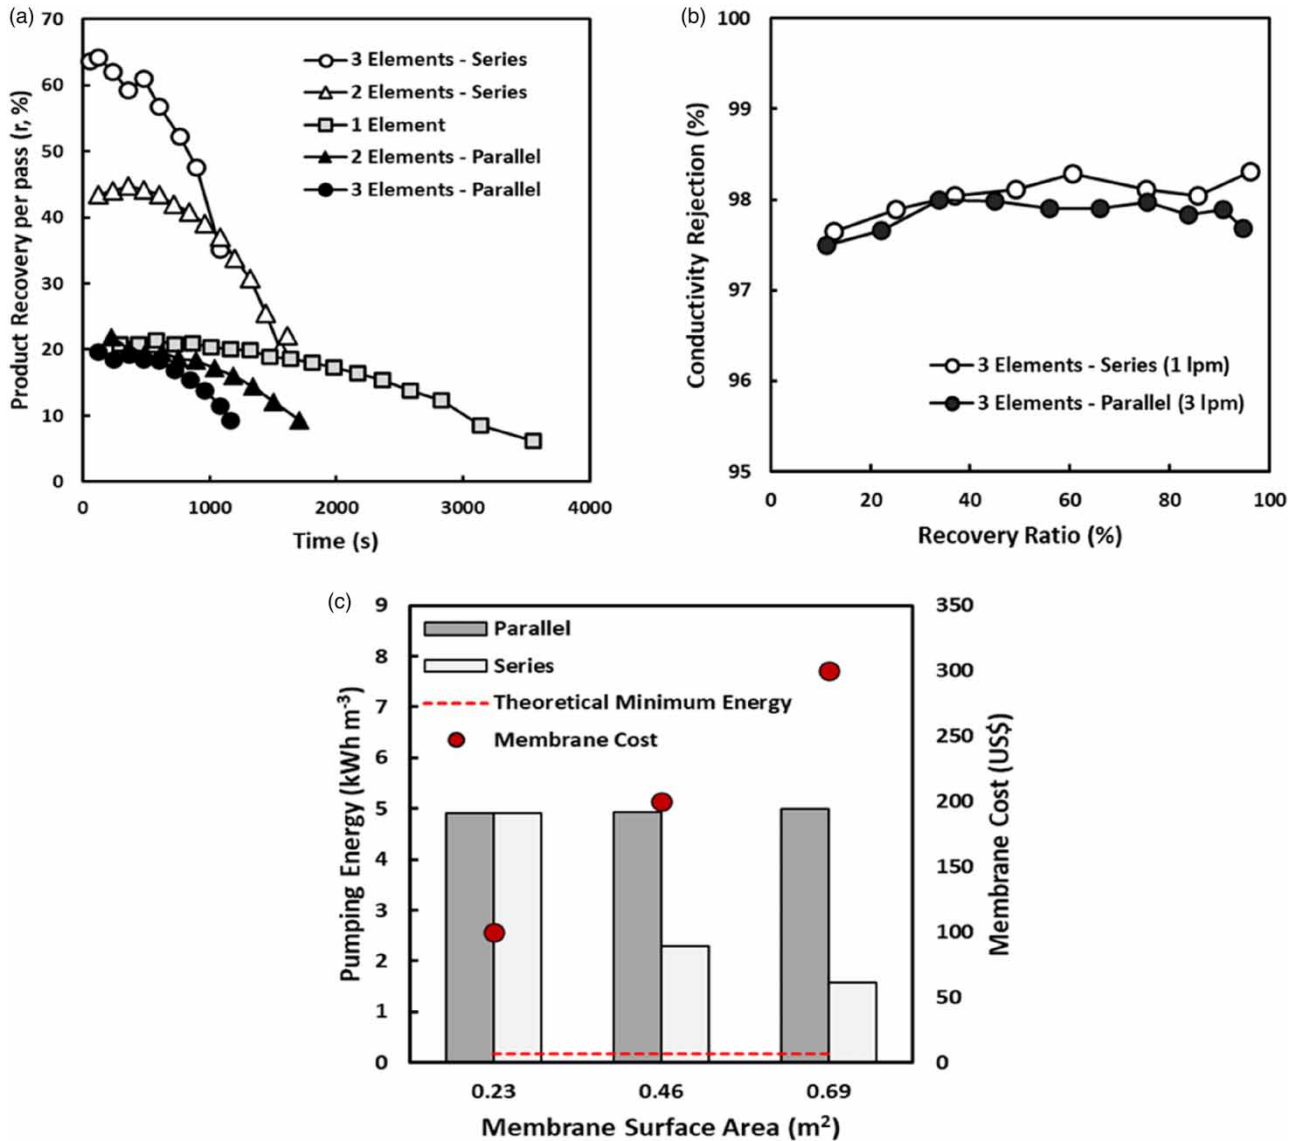 (a)
70
60
50
40
30
20
10
0
Product Recovery per pass (r, %)
3 Elements - Series
2 Elements - Series
1 Element
2 Elements - Parallel
3 Elements - Parallel
0 1000 2000 3000 4000
Time (s)
(b)
100
99
98
97
96
95
Conductivity Rejection (%)
3 Elements - Series (1 lpm)
3 Elements - Parallel (3 lpm)
0 20 40 60 80 100
Recovery Ratio (%)
(c)
9
8
7
6
5
4
3
2
1
0
Pumping Energy (kWh m⁻³)
Parallel
Series
Theoretical Minimum Energy
Membrane Cost
350
300
250
200
150
100
50
0
Membrane Cost (US$)
0.23 0.46 0.69
Membrane Surface Area (m²)